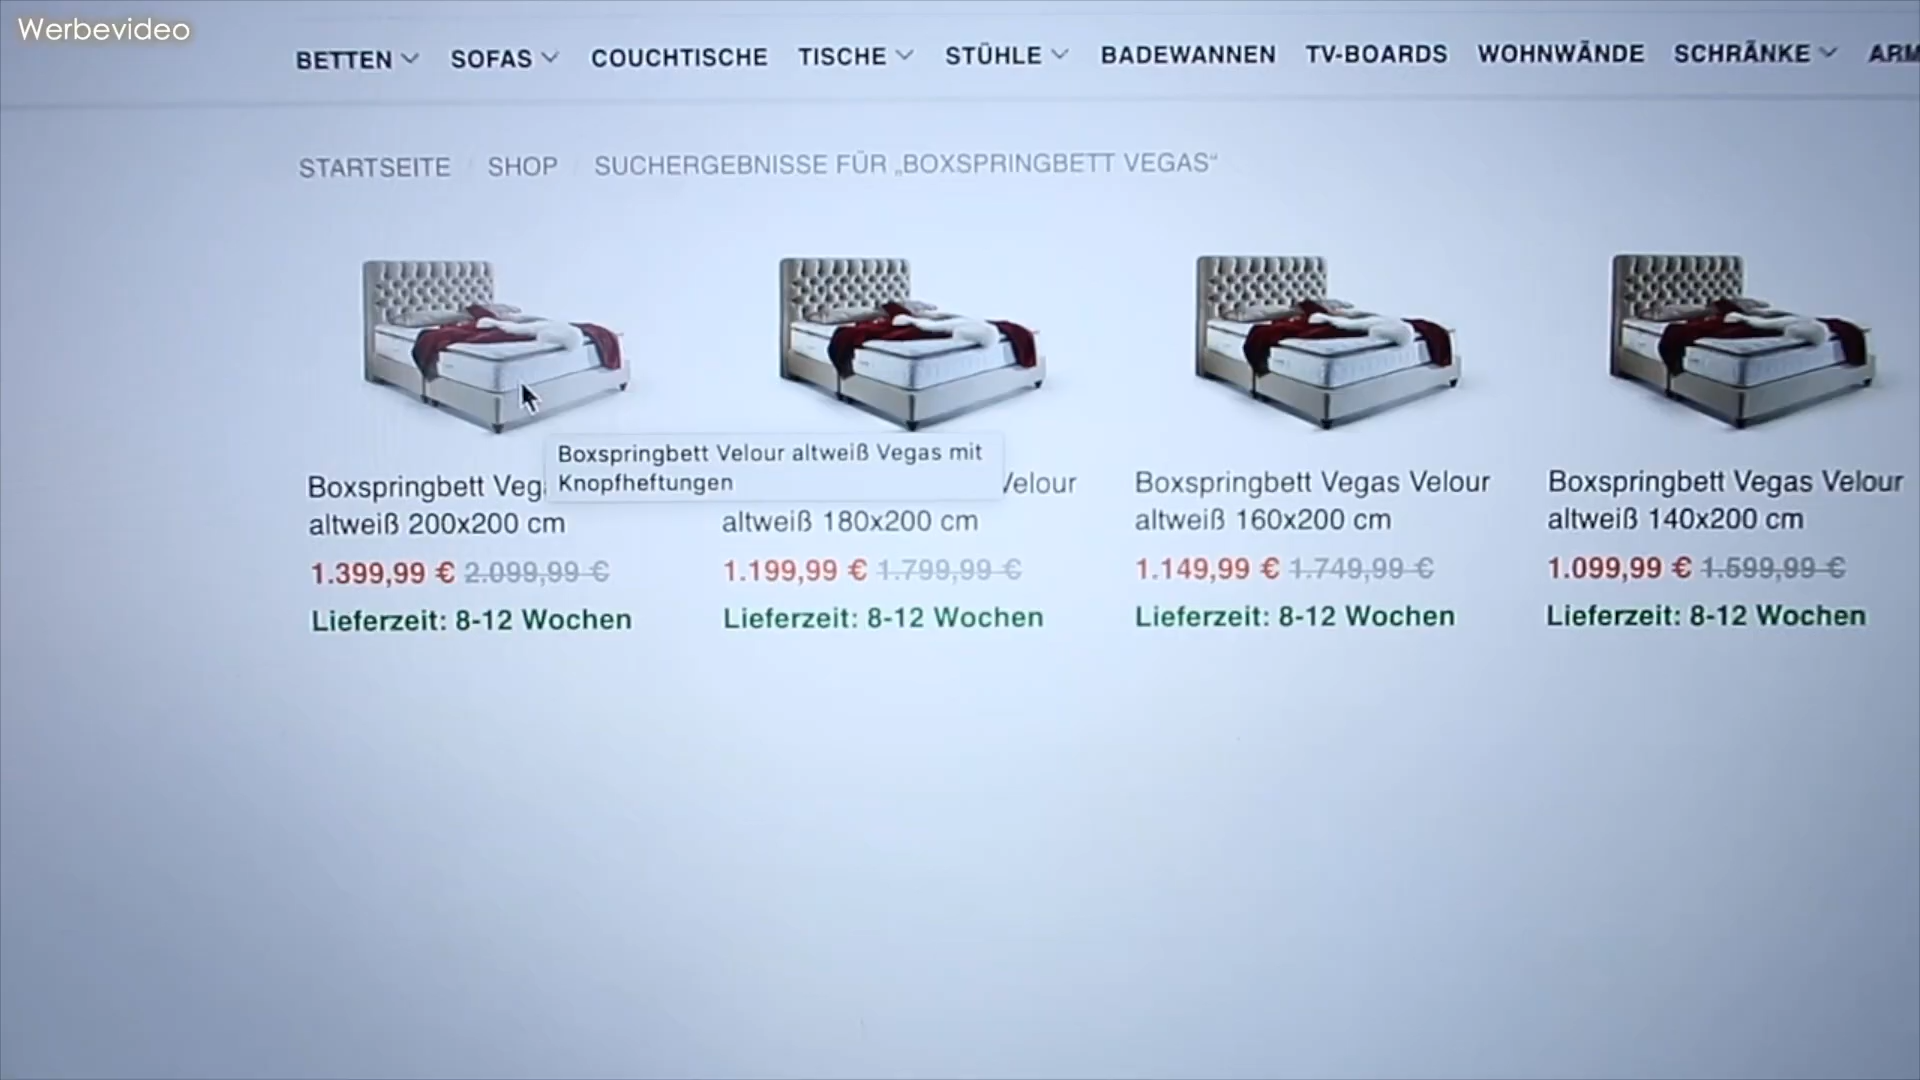 Werbevideo
BETTEN SOFAS COUCHTISCHE TISCHE STÜHLE BADEWANNEN TV-BOARDS WOHNWÄNDE SCHRÄNKE ARM
STARTSEITE SHOP SUCHERGEBNISSE FÜR „BOXSPRINGBETT VEGAS“
Boxspringbett Velour altweiß Vegas mit
Knopfheftungen
Boxspringbett Veg
altweiß 200x200 cm
1.399,99 € 2.099,99 €
Lieferzeit: 8-12 Wochen
Velour
altweiß 180x200 cm
1.199,99 € 1.799,99 €
Lieferzeit: 8-12 Wochen
Boxspringbett Vegas Velour
altweiß 160x200 cm
1.149,99 € 1.749,99 €
Lieferzeit: 8-12 Wochen
Boxspringbett Vegas Velour
altweiß 140x200 cm
1.099,99 € 1.599,99 €
Lieferzeit: 8-12 Wochen